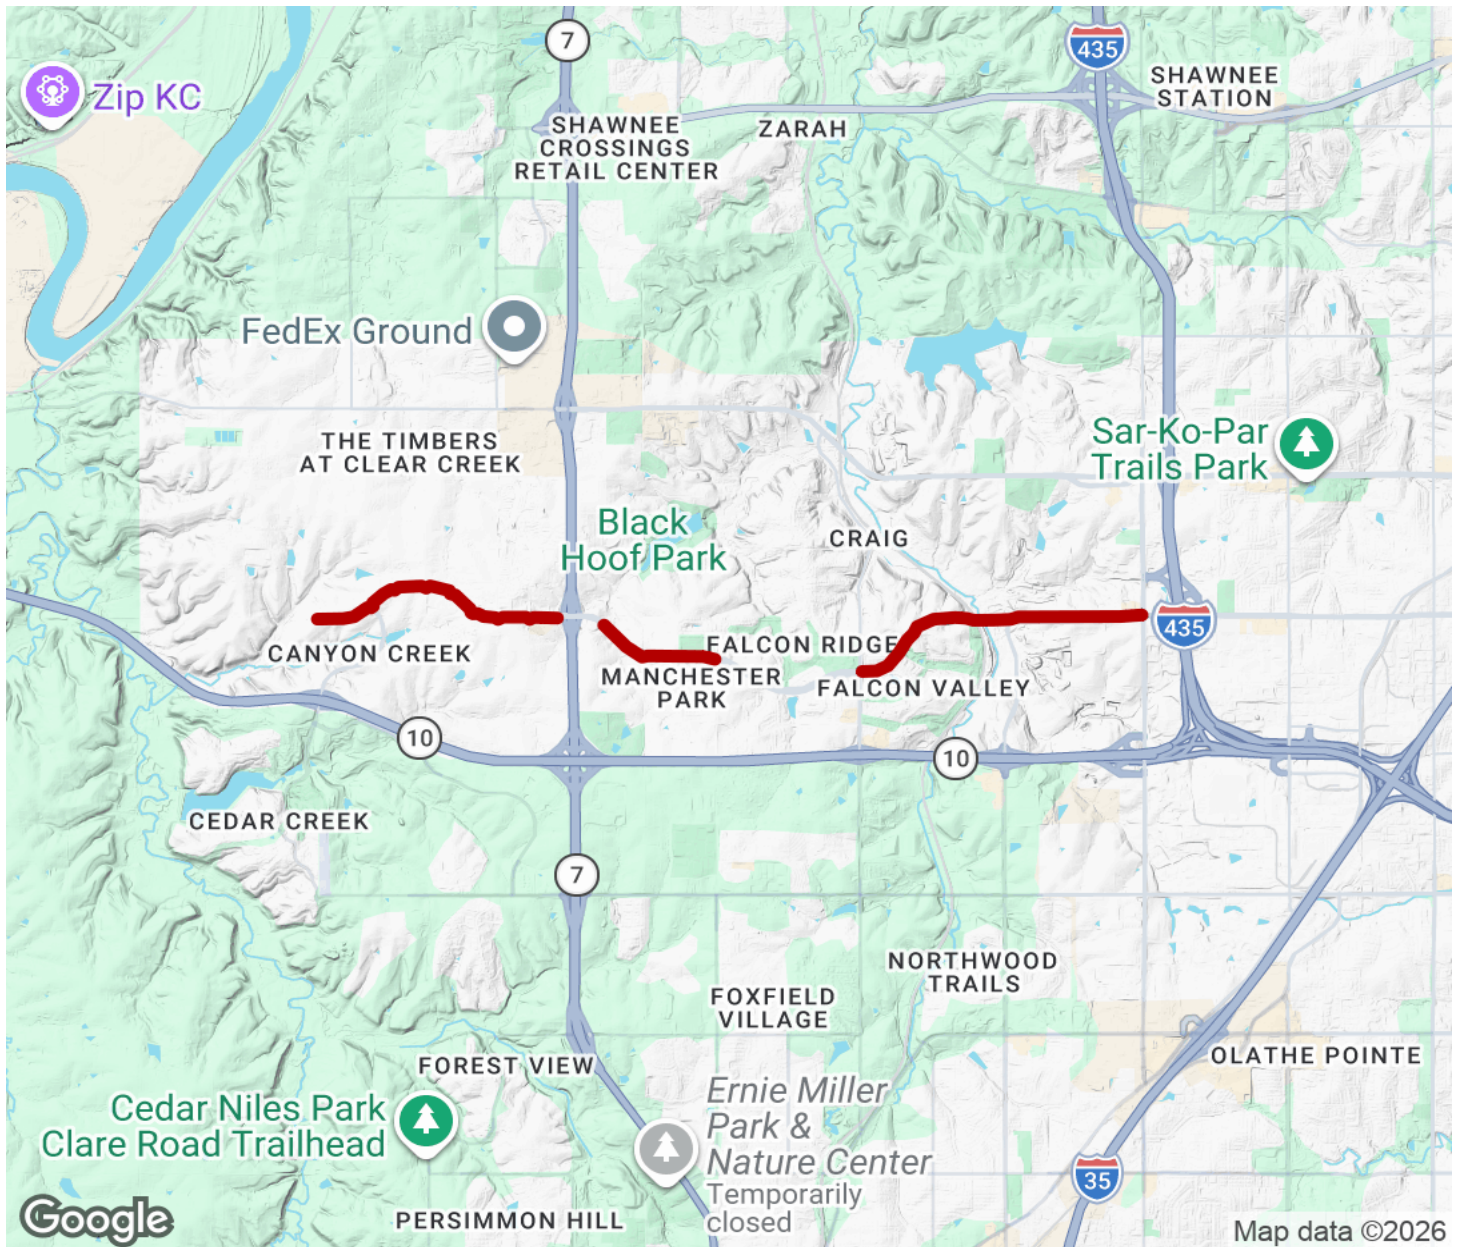 7
435
SHAWNEE
STATION
Zip KC
SHAWNEE
CROSSINGS
RETAIL CENTER
ZARAH
FedEx Ground
THE TIMBERS
AT CLEAR CREEK
Sar-Ko-Par
Trails Park
Black
Hoof Park
CRAIG
435
CANYON CREEK
FALCON RIDGE
MANCHESTER
PARK
FALCON VALLEY
10
10
CEDAR CREEK
7
NORTHWOOD
TRAILS
FOXFIELD
VILLAGE
FOREST VIEW
OLATHE POINTE
Cedar Niles Park
Clare Road Trailhead
Ernie Miller
Park &
Nature Center
Temporarily
closed
35
PERSIMMON HILL
Google
Map data ©2026